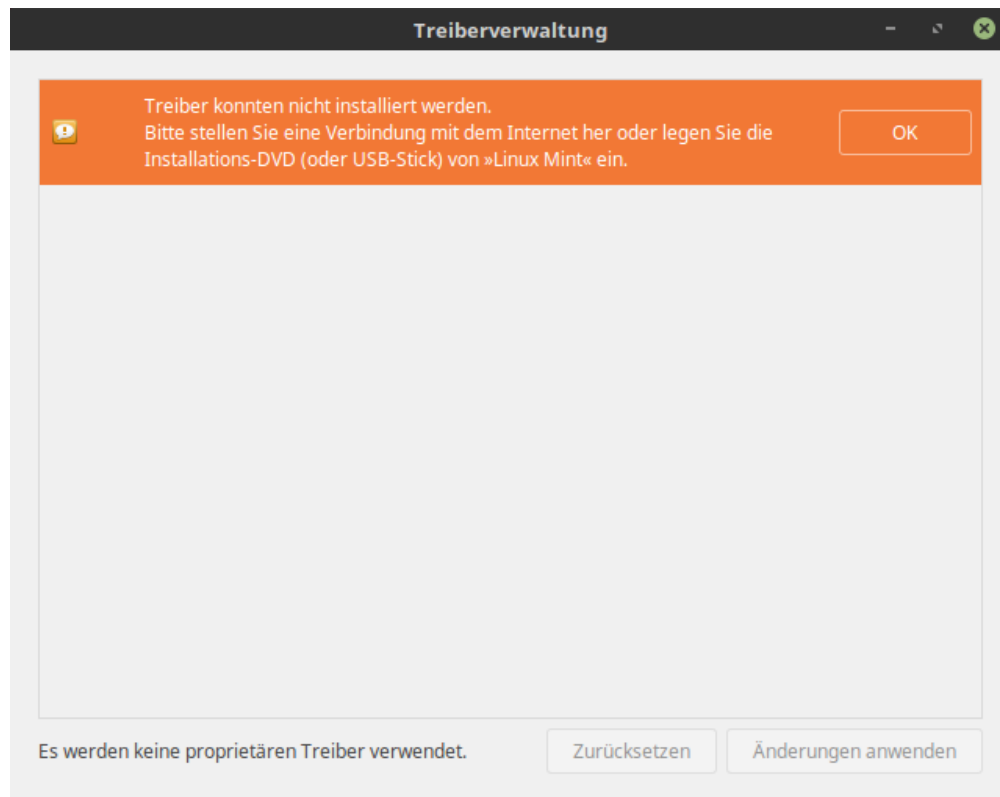 Treiberverwaltung
Treiber konnten nicht installiert werden.
Bitte stellen Sie eine Verbindung mit dem Internet her oder legen Sie die
Installations-DVD (oder USB-Stick) von »Linux Mint« ein.
OK
Es werden keine proprietären Treiber verwendet.
Zurücksetzen
Änderungen anwenden